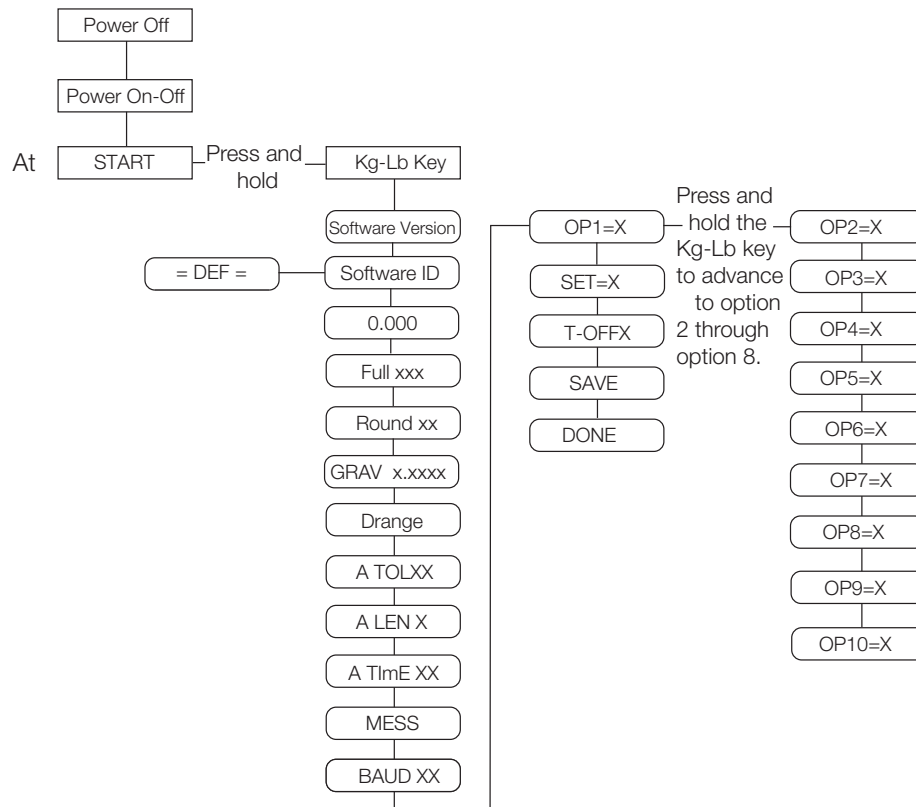 Power Off
Power On-Off
At
START
Press and
hold
Kg-Lb Key
Software Version
= DEF =
Software ID
0.000
Full xxx
Round xx
GRAV x.xxxx
Drange
A TOLXX
A LEN X
A TImE XX
MESS
BAUD XX
OP1=X
SET=X
T-OFFX
SAVE
DONE
Press and
hold the
Kg-Lb key
to advance
to option
2 through
option 8.
OP2=X
OP3=X
OP4=X
OP5=X
OP6=X
OP7=X
OP8=X
OP9=X
OP10=X